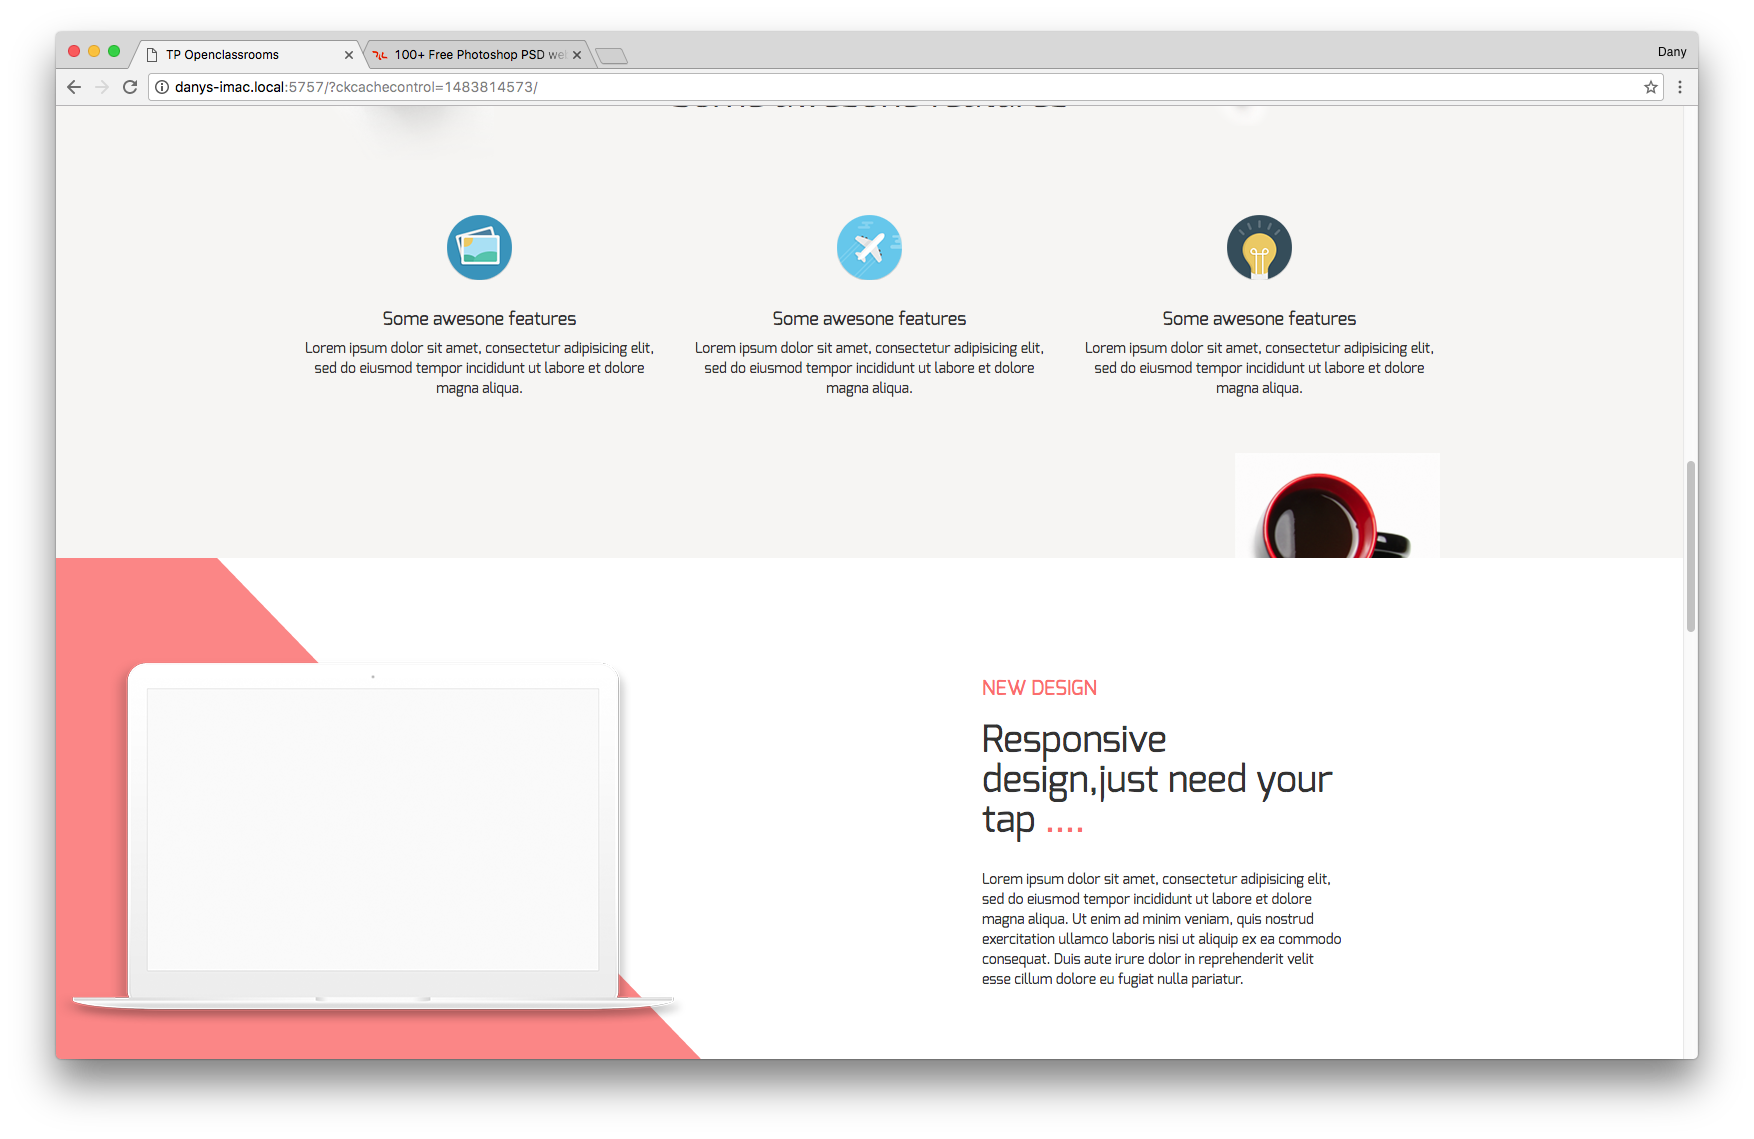 TP Openclassrooms
100+ Free Photoshop PSD we
Dany
danys-imac.local:5757/?ckcachecontrol=1483814573/
Some awesone features
Some awesone features
Some awesone features
Some awesone features
Lorem ipsum dolor sit amet, consectetur adipisicing elit,
sed do eiusmod tempor incididunt ut labore et dolore
magna aliqua.
Lorem ipsum dolor sit amet, consectetur adipisicing elit,
sed do eiusmod tempor incididunt ut labore et dolore
magna aliqua.
Lorem ipsum dolor sit amet, consectetur adipisicing elit,
sed do eiusmod tempor incididunt ut labore et dolore
magna aliqua.
NEW DESIGN
Responsive
design,just need your
tap ....
Lorem ipsum dolor sit amet, consectetur adipisicing elit,
sed do eiusmod tempor incididunt ut labore et dolore
magna aliqua. Ut enim ad minim veniam, quis nostrud
exercitation ullamco laboris nisi ut aliquip ex ea commodo
consequat. Duis aute irure dolor in reprehenderit velit
esse cillum dolore eu fugiat nulla pariatur.